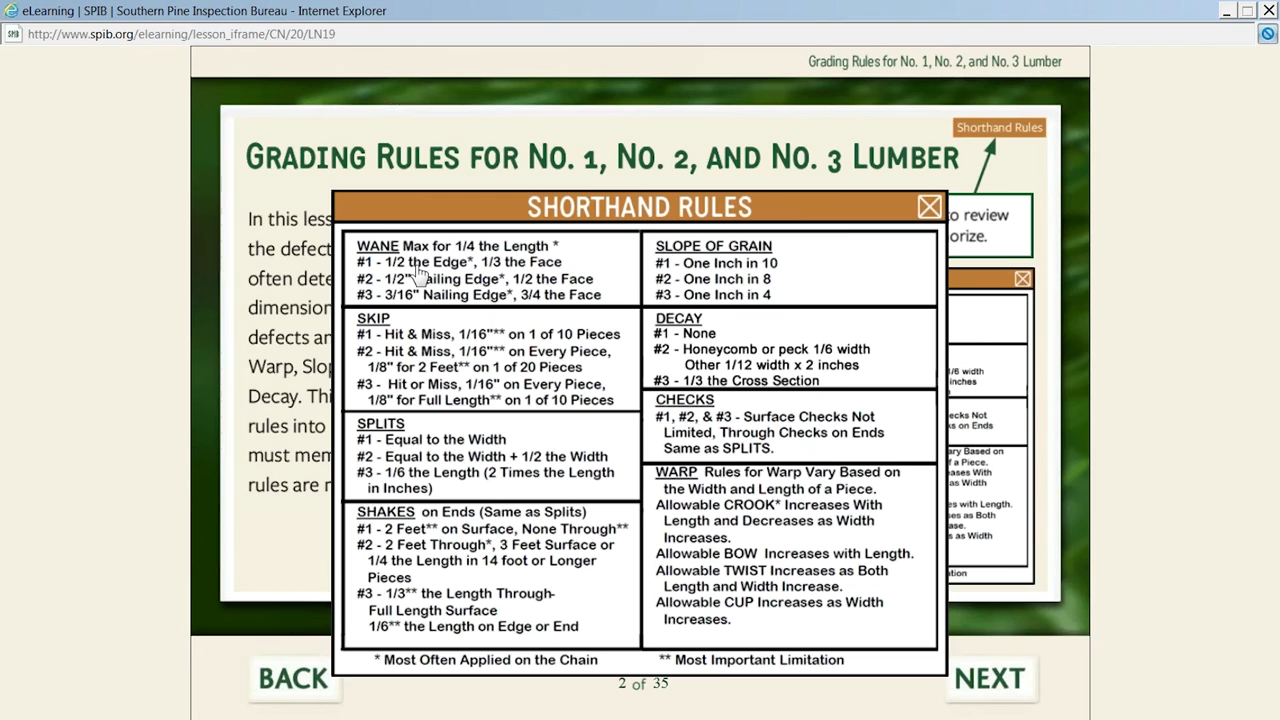 eLearning | SPIB | Southern Pine Inspection Bureau - Internet Explorer
SPIB http://www.spib.org/elearning/lesson_iframe/CN/20/LN19
Grading Rules for No. 1, No. 2, and No. 3 Lumber
Shorthand Rules
GRADING RULES FOR NO. 1, NO. 2, AND NO. 3 LUMBER
In this less
the defect
often dete
dimension
defects an
Warp, Slop
Decay. Thi
rules into
must mem
rules are r
to review
orize.
SHORTHAND RULES
WANE Max for 1/4 the Length *
#1 - 1/2 the Edge*, 1/3 the Face
#2 - 1/2" Nailing Edge*, 1/2 the Face
#3 - 3/16" Nailing Edge*, 3/4 the Face
SKIP
#1 - Hit & Miss, 1/16"** on 1 of 10 Pieces
#2 - Hit & Miss, 1/16"** on Every Piece,
1/8" for 2 Feet** on 1 of 20 Pieces
#3 - Hit or Miss, 1/16" on Every Piece,
1/8" for Full Length** on 1 of 10 Pieces
SPLITS
#1 - Equal to the Width
#2 - Equal to the Width + 1/2 the Width
#3 - 1/6 the Length (2 Times the Length
in Inches)
SHAKES on Ends (Same as Splits)
#1 - 2 Feet** on Surface, None Through**
#2 - 2 Feet Through*, 3 Feet Surface or
1/4 the Length in 14 foot or Longer
Pieces
#3 - 1/3** the Length Through-
Full Length Surface
1/6** the Length on Edge or End
SLOPE OF GRAIN
#1 - One Inch in 10
#2 - One Inch in 8
#3 - One Inch in 4
DECAY
#1 - None
#2 - Honeycomb or peck 1/6 width
Other 1/12 width x 2 inches
#3 - 1/3 the Cross Section
CHECKS
#1, #2, & #3 - Surface Checks Not
Limited, Through Checks on Ends
Same as SPLITS.
WARP Rules for Warp Vary Based on
the Width and Length of a Piece.
Allowable CROOK* Increases With
Length and Decreases as Width
Increases.
Allowable BOW Increases with Length.
Allowable TWIST Increases as Both
Length and Width Increase.
Allowable CUP Increases as Width
Increases.
* Most Often Applied on the Chain
** Most Important Limitation
1/6 width
inches
ecks Not
ks on Ends
ary Based on
of a Piece.
eases With
as Width
es with Length.
ses as Both
ase.
es as Width
tion
BACK
2 of 35
NEXT